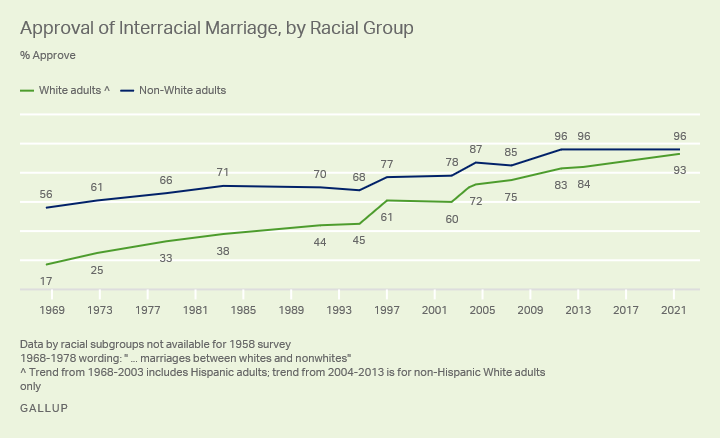 Approval of Interracial Marriage, by Racial Group
% Approve
White adults ^ Non-White adults
56 61 66 71 70 68 77 78 87 85 96 96 96
17 25 33 38 44 45 61 60 72 75 83 84 93
1969 1973 1977 1981 1985 1989 1993 1997 2001 2005 2009 2013 2017 2021
Data by racial subgroups not available for 1958 survey
1968-1978 wording: " ... marriages between whites and nonwhites"
^ Trend from 1968-2003 includes Hispanic adults; trend from 2004-2013 is for non-Hispanic White adults
only
GALLUP